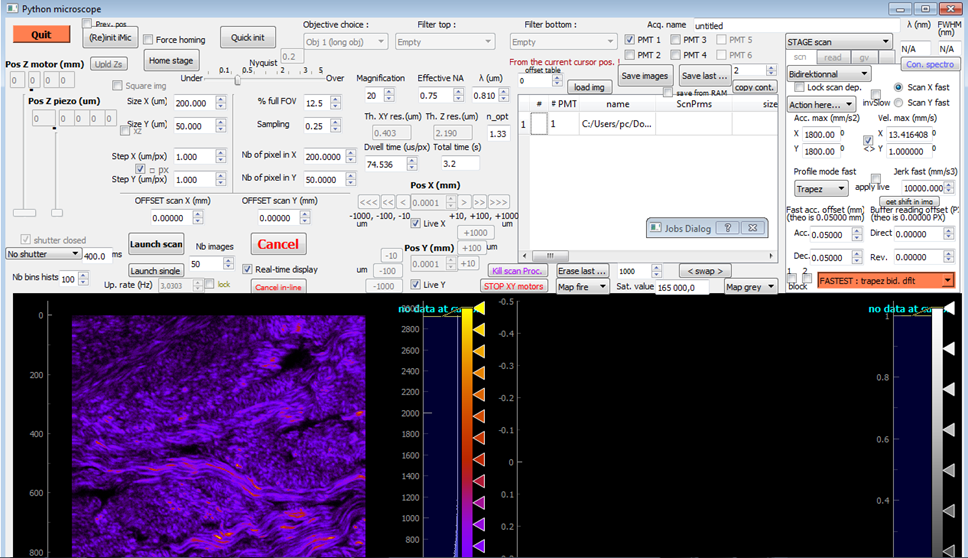 Python microscope
Quit
Prev. pos
(Re)init iMic
Force homing
Quick init
Objective choice :
Obj 1 (long obj)
Filter top :
Empty
Filter bottom :
Empty
From the current cursor pos. !
Acq. name
untitled
PMT 1
PMT 3
PMT 5
PMT 2
PMT 4
PMT 6
STAGE scan
λ (nm)
FWHM (nm)
N/A
N/A
scn
read
gv
Con. spectro
Pos Z motor (mm)
Upld Zs
Home stage
Nyquist
0.2
0
0
0
0.1 0.5 1 2 3 5
Under
Over
Square img
Pos Z piezo (um)
0
0
0
0
0
XZ
Size X (um)
200.000
Size Y (um)
50.000
% full FOV
12.5
Sampling
0.25
Step X (um/px)
1.000
□ px
Step Y (um/px)
1.000
Nb of pixel in X
200.0000
Nb of pixel in Y
50.0000
Magnification
20
Effective NA
0.75
λ (um)
0.810
Th. XY res.(um)
0.403
Th. Z res.(um)
2.190
n_opt
1.33
Dwell time (us/px)
74.536
Total time (s)
3.2
offset table
0
load img
Save images
Save last ...
2
save from RAM
copy cont.
#
# PMT
name
ScnPrms
size
1
1
C:/Users/pc/Do...
Jobs Dialog
Bidirektionnal
Lock scan dep.
Scan X fast
Action here...
invSlow
Scan Y fast
Acc. max (m/s2)
Vel. max (m/s)
X
1800.00
0
X
13.416408
0
Y
1800.00
<>
Y
1.000000
0
Profile mode fast
Jerk fast (mm/s3)
Trapez
apply live
10000.000
get shift in img
Fast acc. offset (mm)
(theo is 0.05000 mm)
Buffer reading offset (P
(theo is 0.00000 PX)
Acc.
0.05000
Direct
0.00000
Dec.
0.05000
Rev.
0.00000
1 2
block
FASTEST : trapez bid. dflt
OFFSET scan X (mm)
0.00000
OFFSET scan Y (mm)
0.00000
Pos X (mm)
<<<
<<
<
0.0001
>
>>
>>>
-1000, -100, -10
um
Live X
+10, +100, +1000
um
+1000
Pos Y (mm)
+100
-10
um
-100
0.0001
+10
-1000
Live Y
shutter closed
No shutter
400.0
ms
Launch scan
Nb images
50
Cancel
Launch single
Real-time display
Nb bins hists
100
Up. rate (Hz)
3,0303
lock
Cancel in-line
Kill scan Proc.
Erase last ...
1000
< swap >
STOP XY motors
Map fire
Sat. value
165 000,0
Map grey
no data at
no data at
0
200
400
600
800
2800
2600
2400
2200
2000
1800
1600
1400
1200
1000
800
-0.5
-0.4
-0.3
-0.2
-0.1
0
0.1
0.2
1
0.8
0.6
0.4